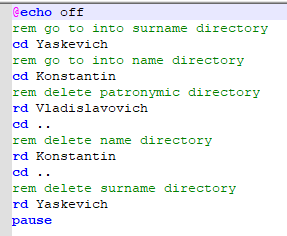 @echo off
rem go to into surname directory
cd Yaskevich
rem go to into name directory
cd Konstantin
rem delete patronymic directory
rd Vladislavovich
cd ..
rem delete name directory
rd Konstantin
cd ..
rem delete surname directory
rd Yaskevich
pause